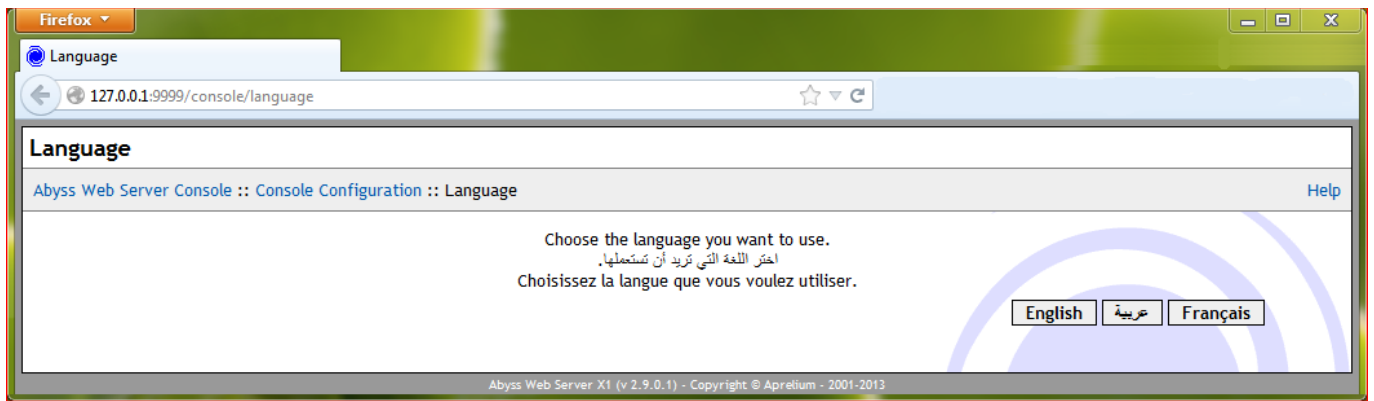 Firefox
Language
127.0.0.1:9999/console/language
Language
Abyss Web Server Console :: Console Configuration :: Language
Help
Choose the language you want to use.
اختر اللغة التي تريد أن تستعملها.
Choisissez la langue que vous voulez utiliser.
English عربية Français
Abyss Web Server X1 (v 2.9.0.1) - Copyright © Aprelium - 2001-2013